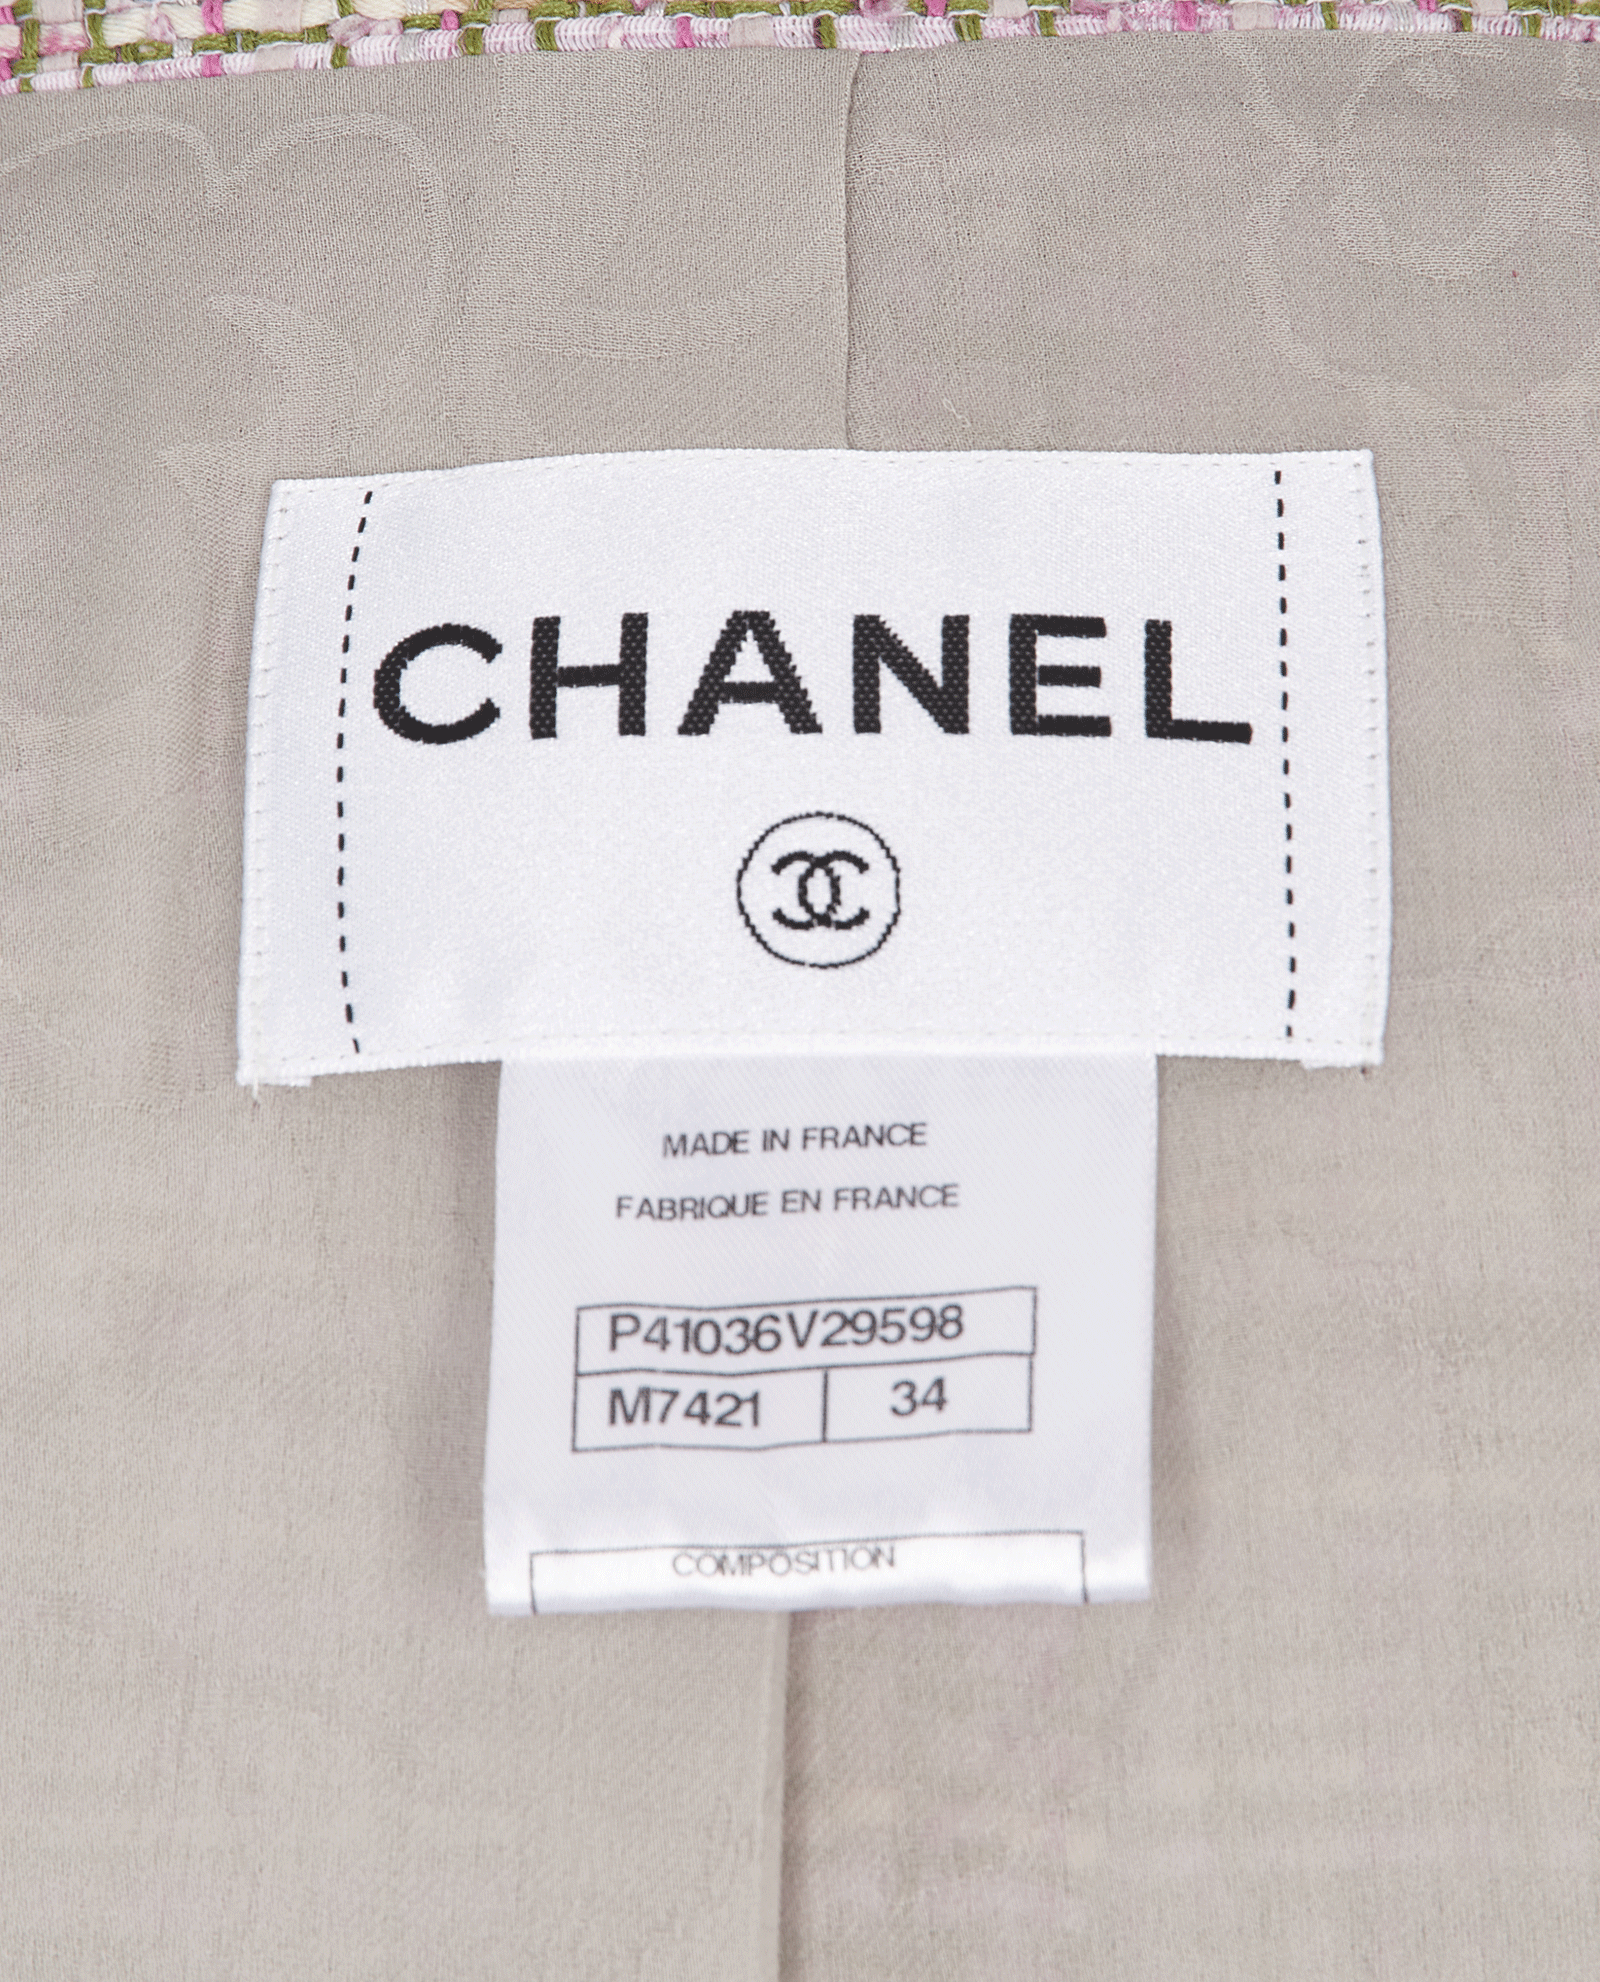 CHANEL
MADE IN FRANCE
FABRIQUE EN FRANCE
P41036V29598
M7421 34
COMPOSITION